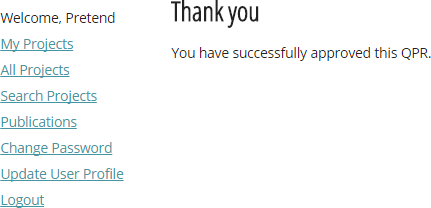 Welcome, Pretend
My Projects
All Projects
Search Projects
Publications
Change Password
Update User Profile
Logout
Thank you
You have successfully approved this QPR.